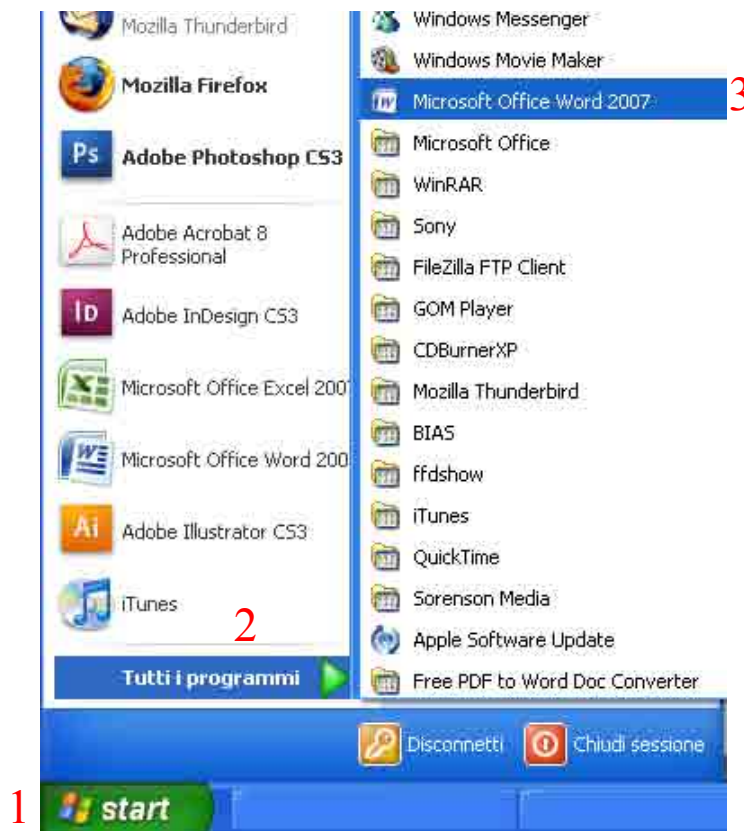 Mozilla Thunderbird
Mozilla Firefox
Ps
Adobe Photoshop CS3
Adobe Acrobat 8
Professional
ID
Adobe InDesign CS3
Microsoft Office Excel 200
W
Microsoft Office Word 200
Ai
Adobe Illustrator CS3
iTunes
2
Tutti i programmi
Windows Messenger
Windows Movie Maker
W
Microsoft Office Word 2007
3
Microsoft Office
WinRAR
Sony
FileZilla FTP Client
GOM Player
CDBurnerXP
Mozilla Thunderbird
BIAS
ffdshow
iTunes
QuickTime
Sorenson Media
Apple Software Update
Free PDF to Word Doc Converter
Disconnetti
Chiudi sessione
1
start